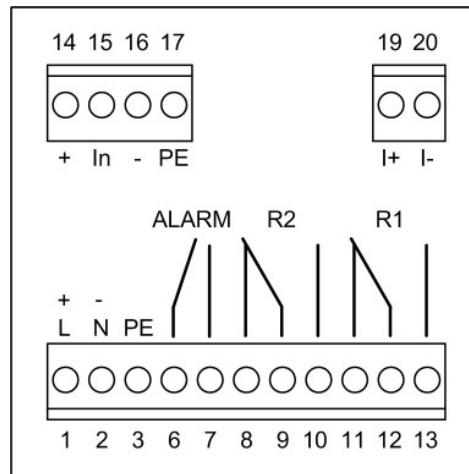 14 15 16 17 19 20
+ In - PE I+ I-
ALARM R2 R1
+ -
L N PE
1 2 3 6 7 8 9 10 11 12 13